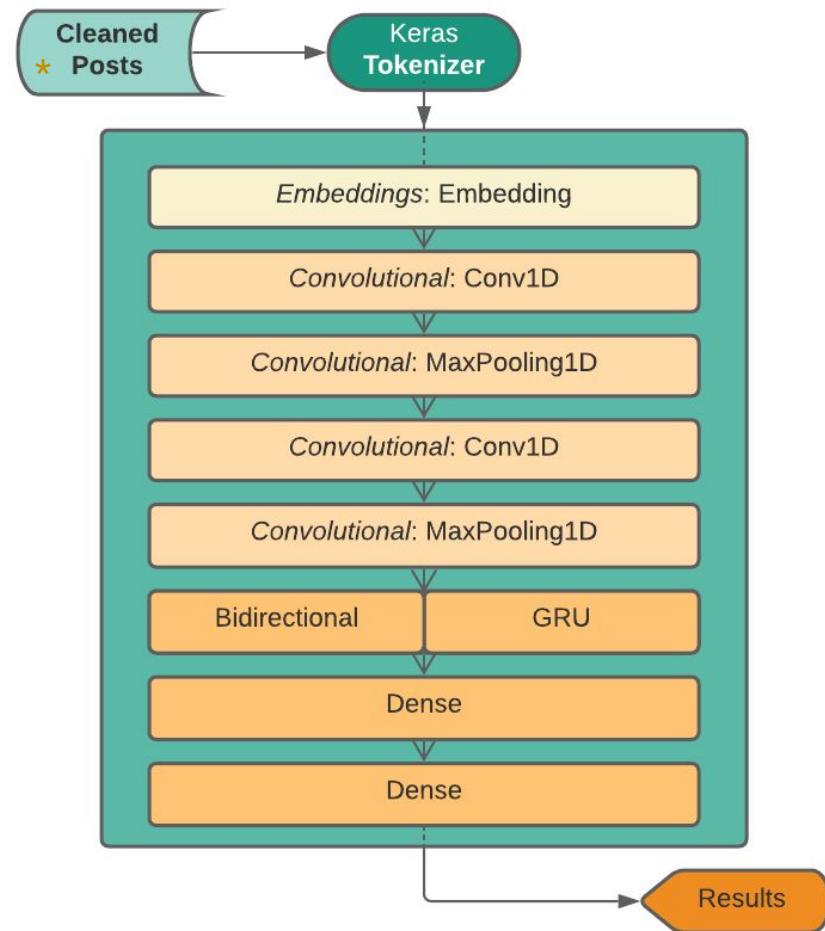 Cleaned
* Posts
Keras
Tokenizer
Embeddings: Embedding
Convolutional: Conv1D
Convolutional: MaxPooling1D
Convolutional: Conv1D
Convolutional: MaxPooling1D
Bidirectional
GRU
Dense
Dense
Results